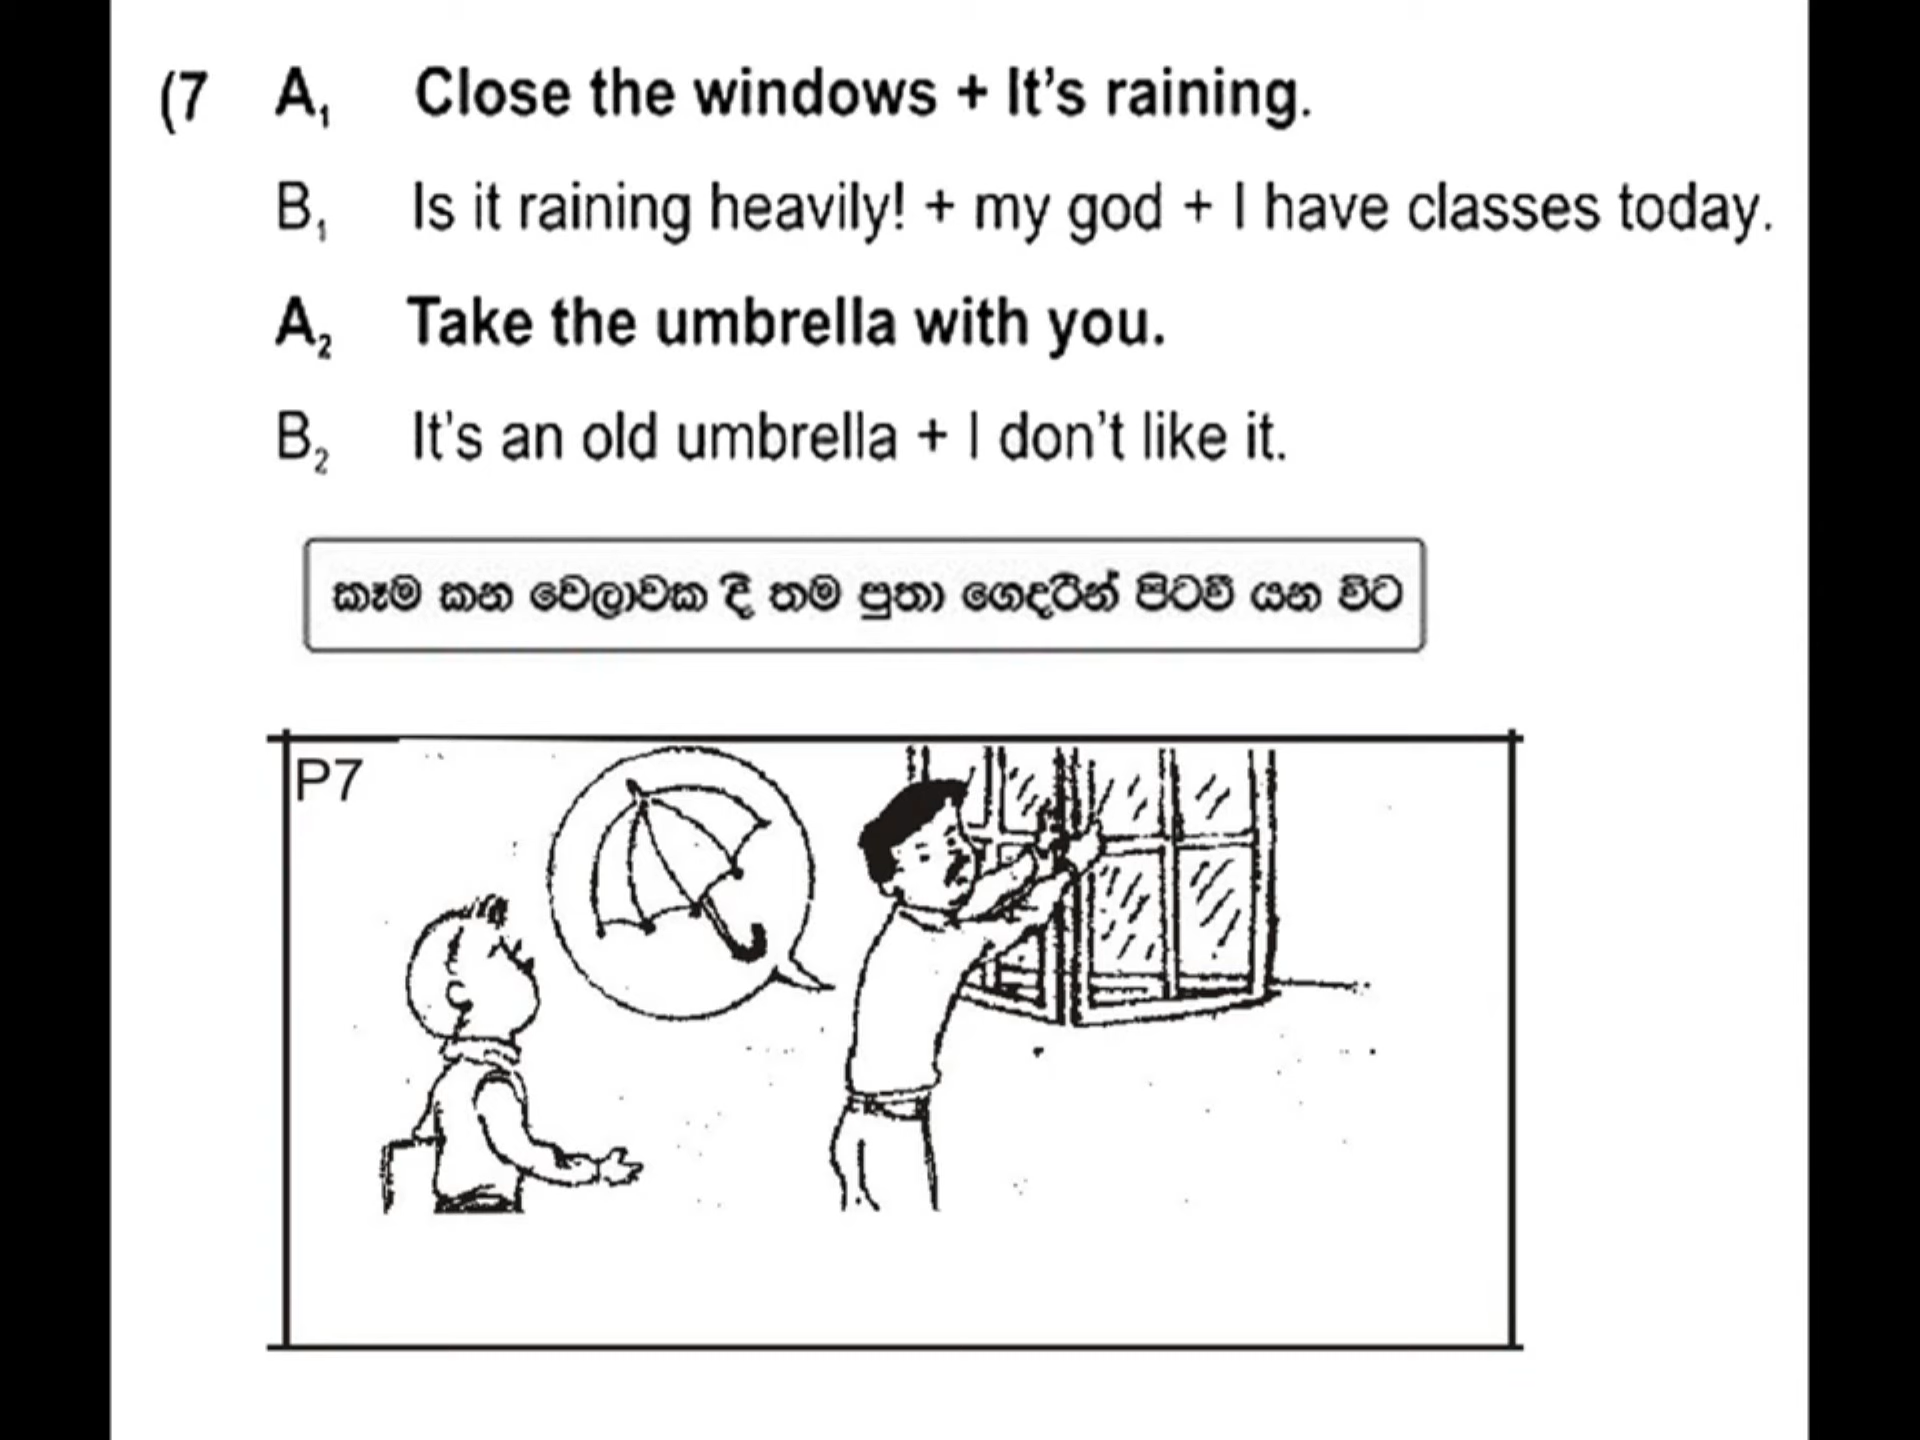 (7 A₁ Close the windows + It's raining.
B₁ Is it raining heavily! + my god + I have classes today.
A₂ Take the umbrella with you.
B₂ It's an old umbrella + I don't like it.
කෑම කන වෙලාවක දී තම පුතා ගෙදරින් පිටවී යන විට
P7